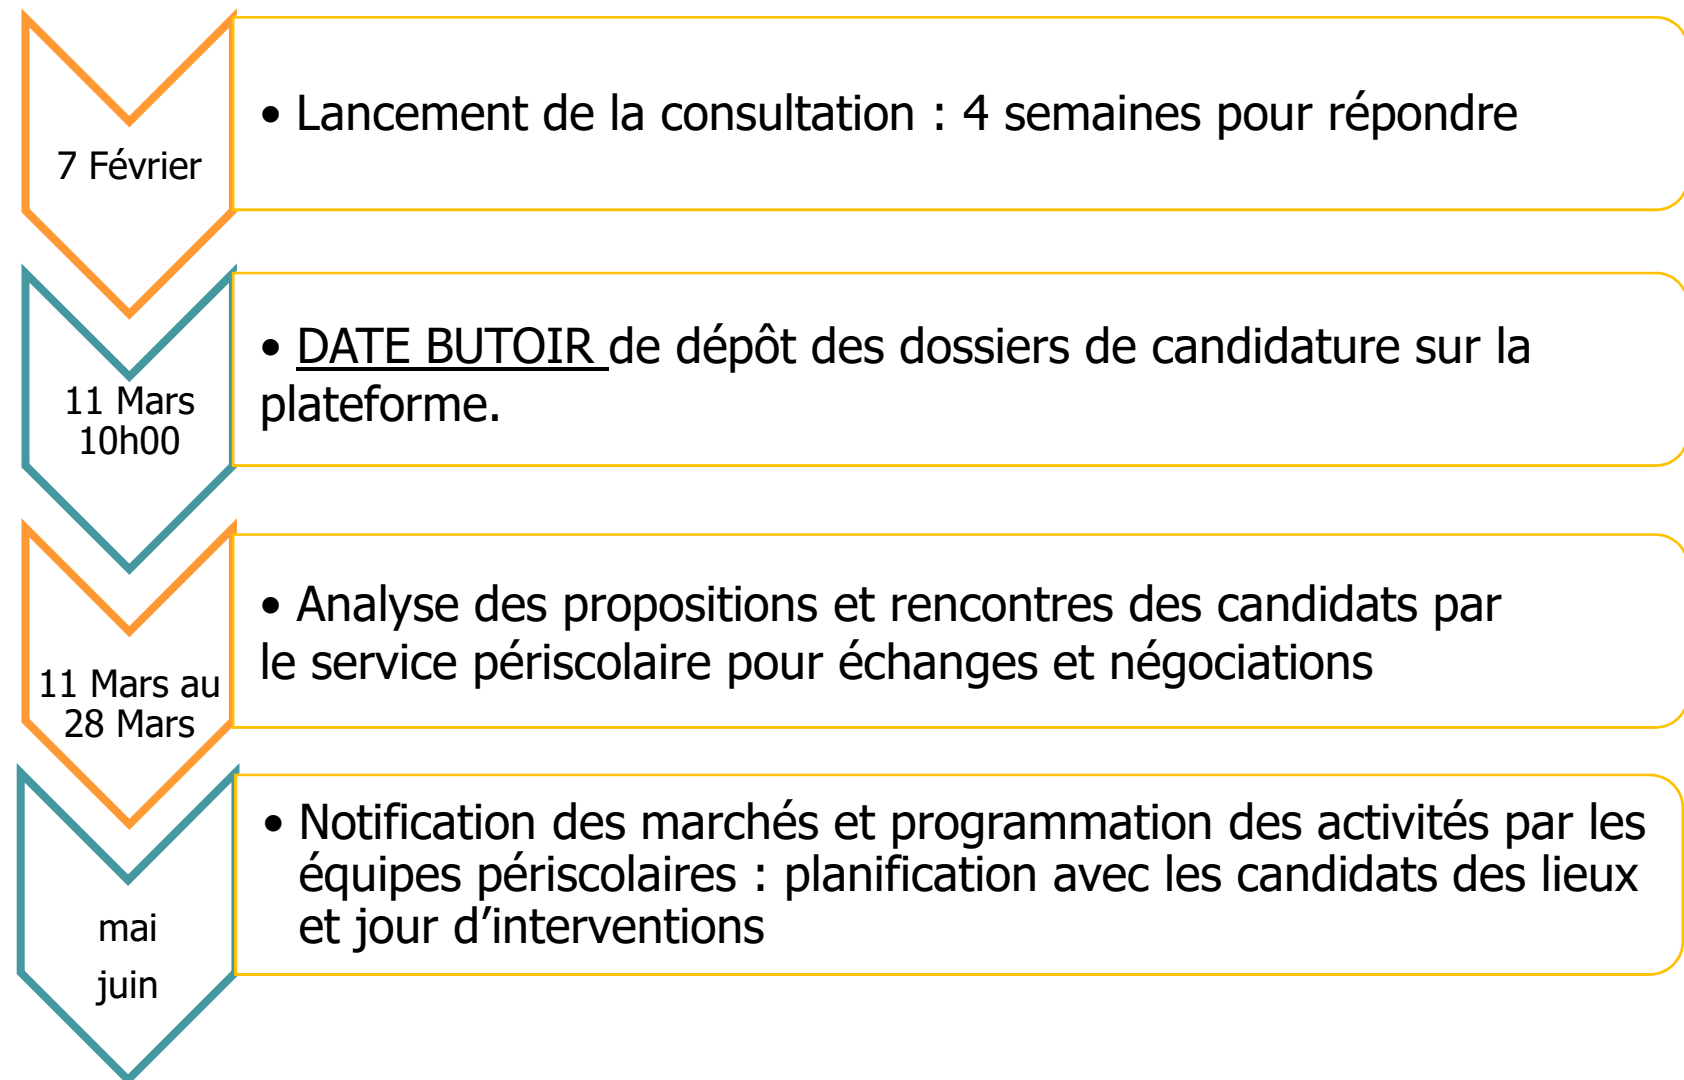 7 Février
• Lancement de la consultation : 4 semaines pour répondre
11 Mars
10h00
• DATE BUTOIR de dépôt des dossiers de candidature sur la
plateforme.
11 Mars au
28 Mars
• Analyse des propositions et rencontres des candidats par
le service périscolaire pour échanges et négociations
mai
juin
• Notification des marchés et programmation des activités par les
équipes périscolaires : planification avec les candidats des lieux
et jour d’interventions